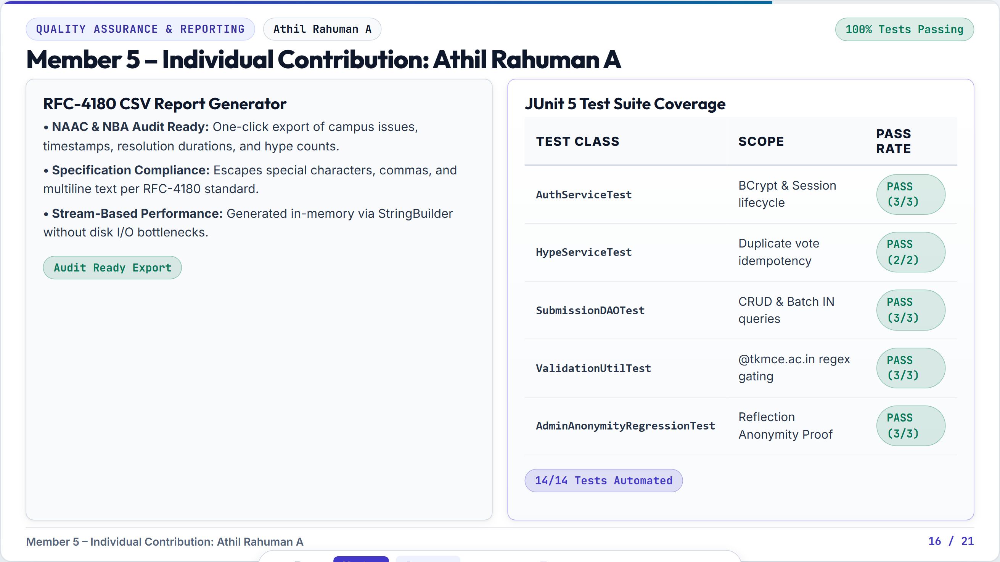 QUALITY ASSURANCE & REPORTING
Athil Rahuman A
100% Tests Passing
Member 5 – Individual Contribution: Athil Rahuman A
RFC-4180 CSV Report Generator
• NAAC & NBA Audit Ready: One-click export of campus issues,
timestamps, resolution durations, and hype counts.
• Specification Compliance: Escapes special characters, commas, and
multiline text per RFC-4180 standard.
• Stream-Based Performance: Generated in-memory via StringBuilder
without disk I/O bottlenecks.
Audit Ready Export
JUnit 5 Test Suite Coverage
TEST CLASS
SCOPE
PASS
RATE
AuthServiceTest
BCrypt & Session
lifecycle
PASS
(3/3)
HypeServiceTest
Duplicate vote
idempotency
PASS
(2/2)
SubmissionDAOTest
CRUD & Batch IN
queries
PASS
(3/3)
ValidationUtilTest
@tkmce.ac.in regex
gating
PASS
(3/3)
AdminAnonymityRegressionTest
Reflection
Anonymity Proof
PASS
(3/3)
14/14 Tests Automated
Member 5 – Individual Contribution: Athil Rahuman A
16 / 21